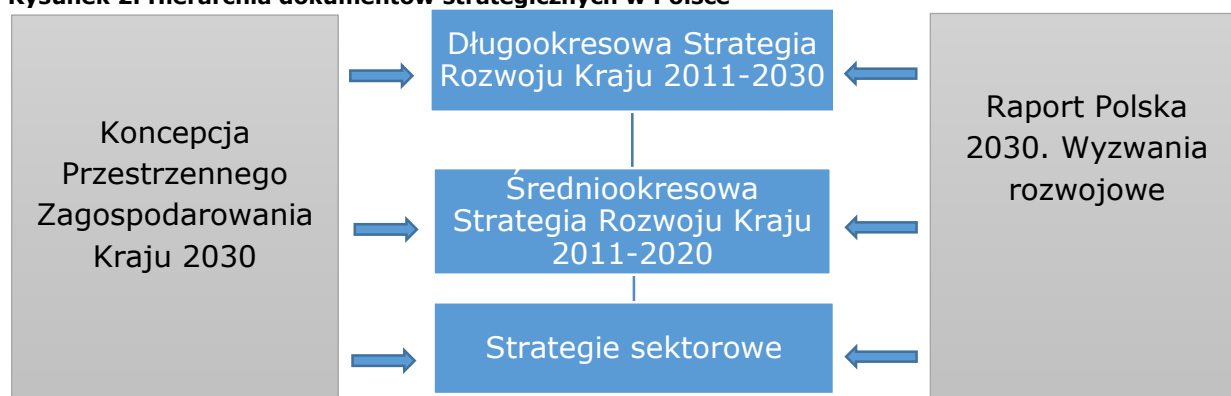 Rysunek 2. Hierarchia dokumentów strategicznych w Polsce
Koncepcja
Przestrzennego
Zagospodarowania
Kraju 2030
Długookresowa Strategia
Rozwoju Kraju 2011-2030
Średniookresowa
Strategia Rozwoju Kraju
2011-2020
Strategie sektorowe
Raport Polska
2030. Wyzwania
rozwojowe